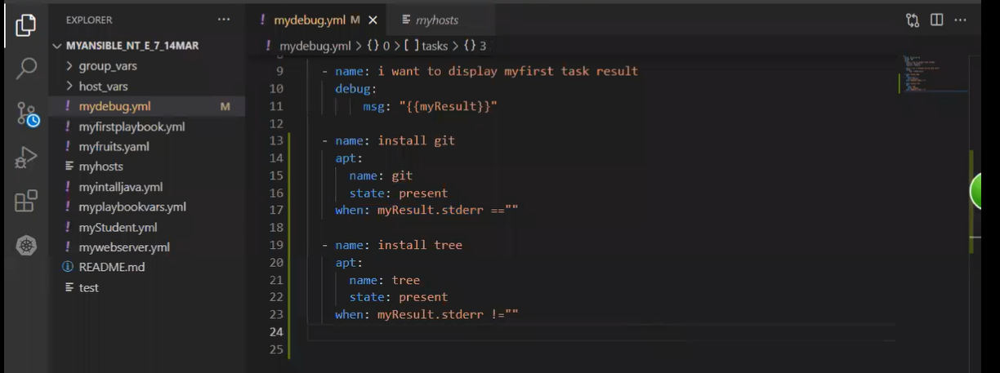 EXPLORER
MYANSIBLE_NT_E_7_14MAR
group_vars
host_vars
mydebug.yml M
myfirstplaybook.yml
myfruits.yaml
myhosts
myintalljava.yml
myplaybookvars.yml
myStudent.yml
mywebserver.yml
README.md
test
mydebug.yml M
myhosts
mydebug.yml > {} 0 > [ ] tasks > {} 3
9 - name: i want to display myfirst task result
10 debug:
11 msg: "{{myResult}}"
12
13 - name: install git
14 apt:
15 name: git
16 state: present
17 when: myResult.stderr ==""
18
19 - name: install tree
20 apt:
21 name: tree
22 state: present
23 when: myResult.stderr !=""
24
25